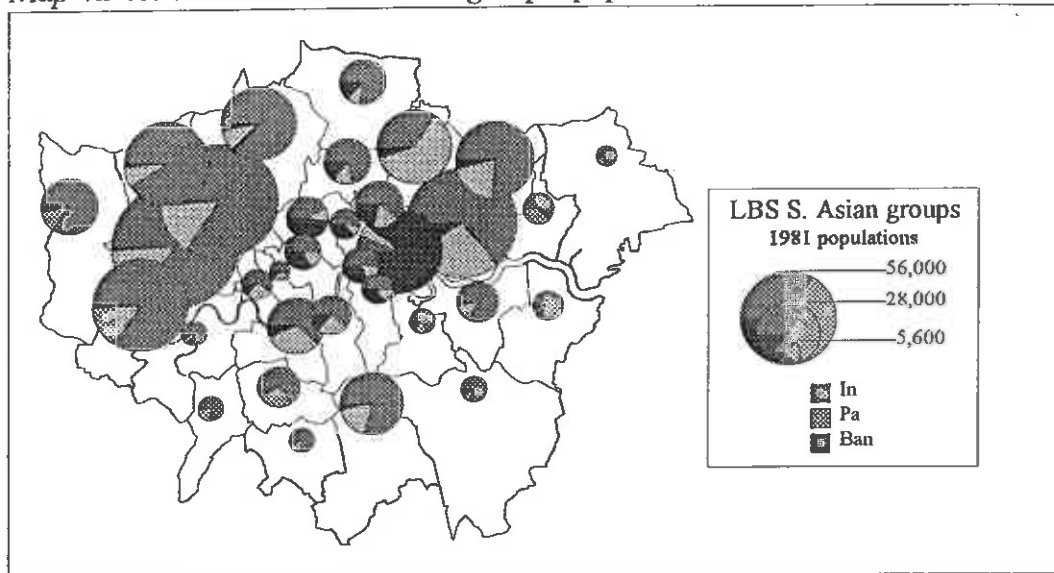 LBS S. Asian groups
1981 populations
56,000
28,000
5,600
In
Pa
Ban